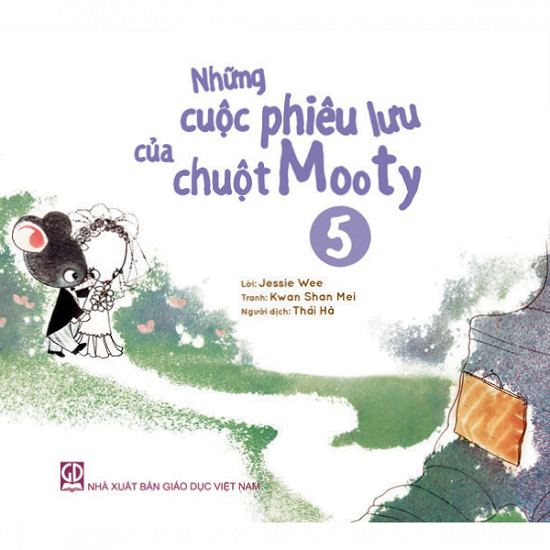 Những
cuộc phiêu lưu
của chuột Mooty
5
Lời: Jessie Wee
Tranh: Kwan Shan Mei
Người dịch: Thái Hà
GD NHÀ XUẤT BẢN GIÁO DỤC VIỆT NAM